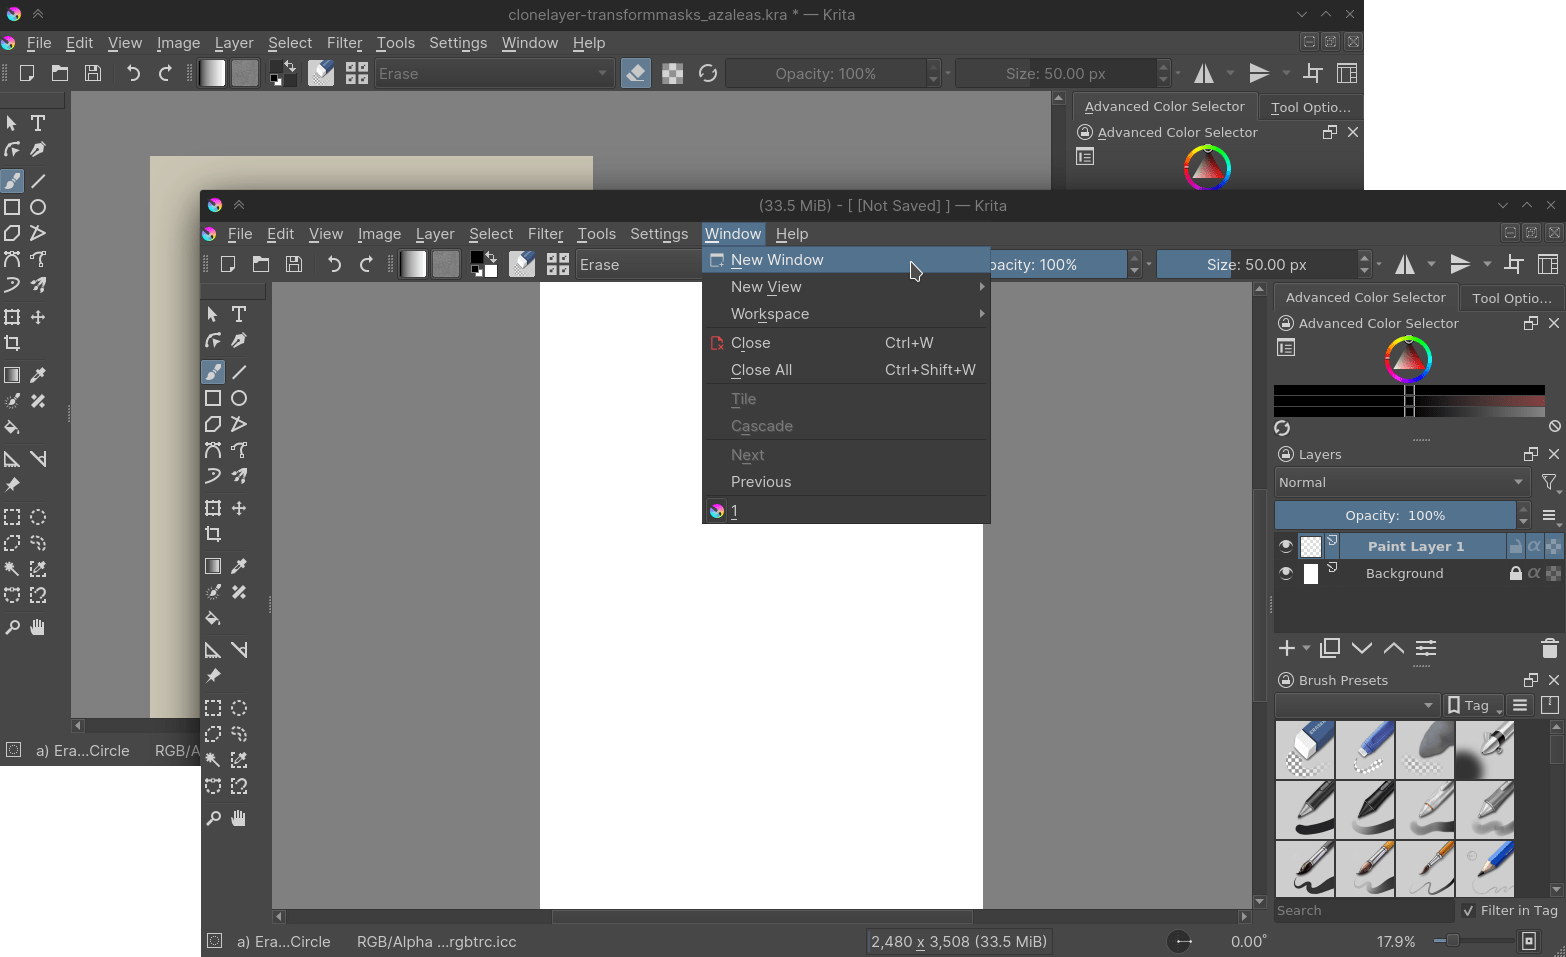 clonelayer-transformmasks_azaleas.kra * — Krita
File Edit View Image Layer Select Filter Tools Settings Window Help
Erase Opacity: 100% Size: 50.00 px
Advanced Color Selector Tool Optio...
Advanced Color Selector
a) Era...Circle RGB/A
(33.5 MiB) - [ [Not Saved] ] — Krita
File Edit View Image Layer Select Filter Tools Settings Window Help
Erase pacity: 100% Size: 50.00 px
New Window
New View
Workspace
Close Ctrl+W
Close All Ctrl+Shift+W
Tile
Cascade
Next
Previous
1
Advanced Color Selector Tool Optio...
Advanced Color Selector
Layers
Normal
Opacity: 100%
Paint Layer 1
Background
Brush Presets
Tag
Search Filter in Tag
a) Era...Circle RGB/Alpha ...rgbtrc.icc 2,480 x 3,508 (33.5 MiB) 0.00° 17.9%